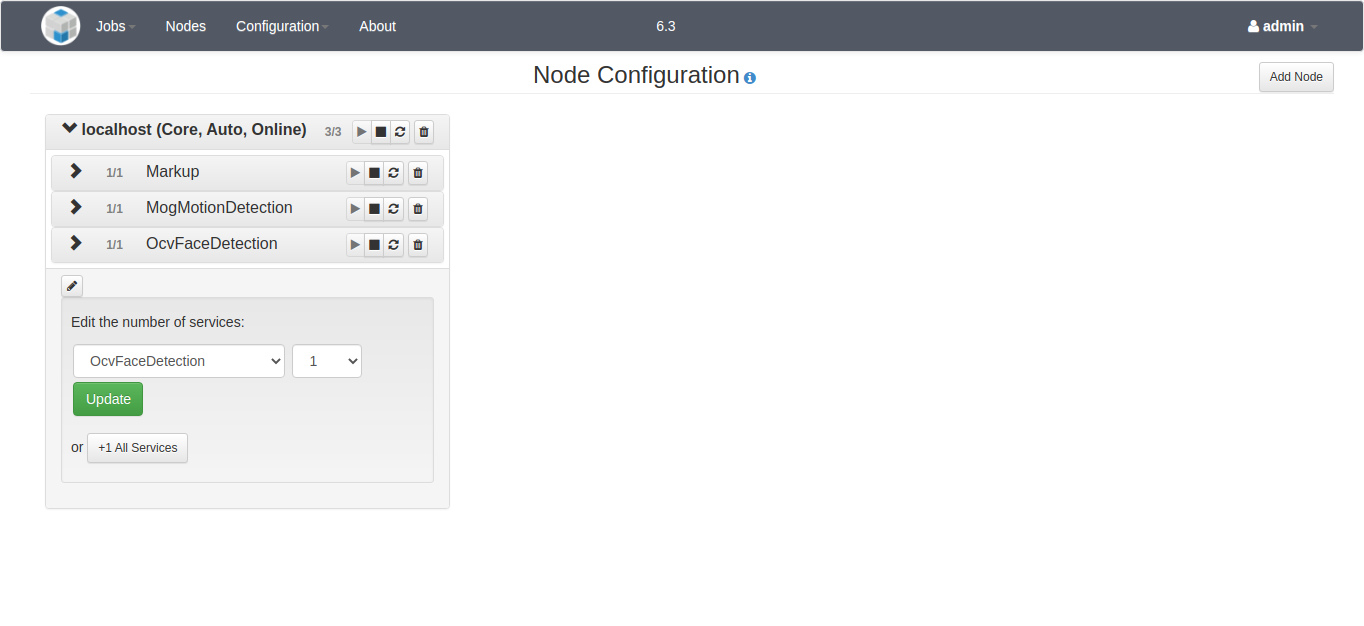 Jobs Nodes Configuration About 6.3 admin
Node Configuration Add Node
localhost (Core, Auto, Online) 3/3
1/1 Markup
1/1 MogMotionDetection
1/1 OcvFaceDetection
Edit the number of services:
OcvFaceDetection 1
Update
or +1 All Services